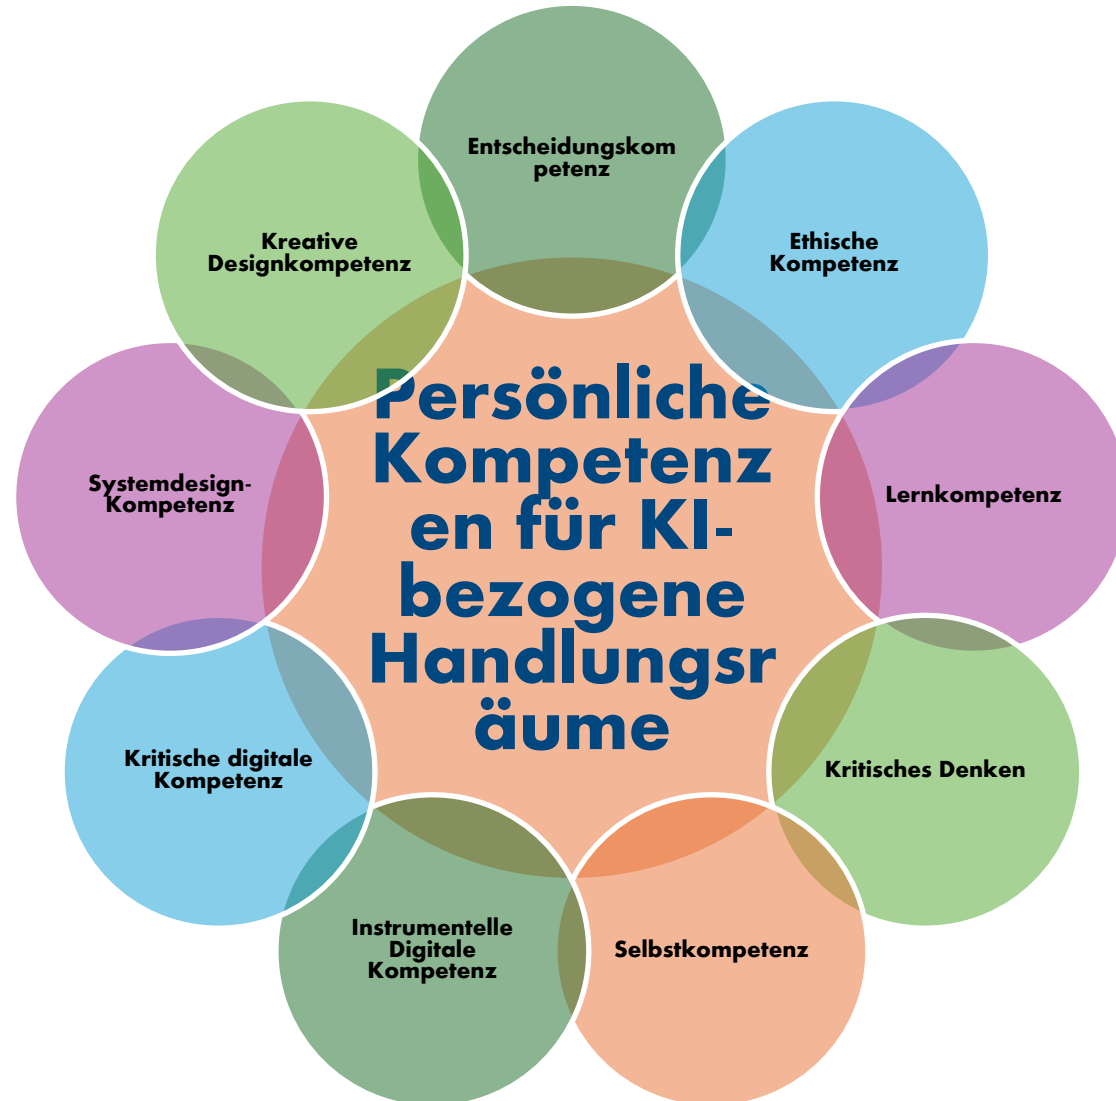 Entscheidungskom
petenz
Ethische
Kompetenz
Lernkompetenz
Kritisches Denken
Selbstkompetenz
Instrumentelle
Digitale
Kompetenz
Kritische digitale
Kompetenz
Systemdesign-
Kompetenz
Kreative
Designkompetenz
Persönliche
Kompetenz
en für KI-
bezogene
Handlungsr
äume